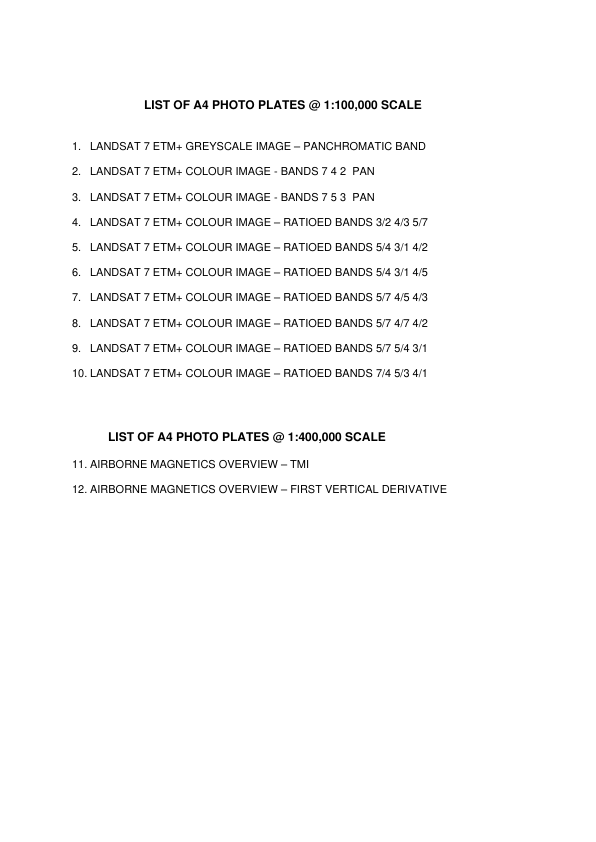 LIST OF A4 PHOTO PLATES @ 1:100,000 SCALE
1. LANDSAT 7 ETM+ GREYSCALE IMAGE – PANCHROMATIC BAND
2. LANDSAT 7 ETM+ COLOUR IMAGE - BANDS 7 4 2  PAN
3. LANDSAT 7 ETM+ COLOUR IMAGE - BANDS 7 5 3  PAN
4. LANDSAT 7 ETM+ COLOUR IMAGE – RATIOED BANDS 3/2 4/3 5/7
5. LANDSAT 7 ETM+ COLOUR IMAGE – RATIOED BANDS 5/4 3/1 4/2
6. LANDSAT 7 ETM+ COLOUR IMAGE – RATIOED BANDS 5/4 3/1 4/5
7. LANDSAT 7 ETM+ COLOUR IMAGE – RATIOED BANDS 5/7 4/5 4/3
8. LANDSAT 7 ETM+ COLOUR IMAGE – RATIOED BANDS 5/7 4/7 4/2
9. LANDSAT 7 ETM+ COLOUR IMAGE – RATIOED BANDS 5/7 5/4 3/1
10. LANDSAT 7 ETM+ COLOUR IMAGE – RATIOED BANDS 7/4 5/3 4/1
LIST OF A4 PHOTO PLATES @ 1:400,000 SCALE
11. AIRBORNE MAGNETICS OVERVIEW – TMI
12. AIRBORNE MAGNETICS OVERVIEW – FIRST VERTICAL DERIVATIVE